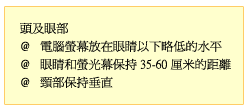 頭及眼部
@ 電腦螢幕放在眼睛以下略低的水平
@ 眼睛和螢光幕保持 35-60 厘米的距離
@ 頸部保持垂直